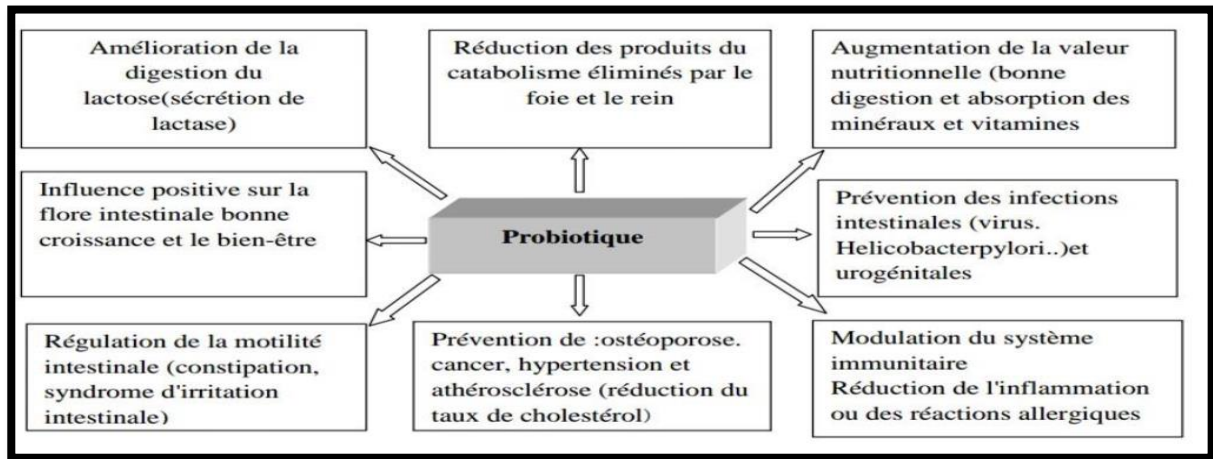 Amélioration de la
digestion du
lactose(sécrétion de
lactase)
Réduction des produits du
catabolisme éliminés par le
foie et le rein
Augmentation de la valeur
nutritionnelle (bonne
digestion et absorption des
minéraux et vitamines
Influence positive sur la
flore intestinale bonne
croissance et le bien-être
Probiotique
Prévention des infections
intestinales (virus.
Helicobacterpylori..)et
urogénitales
Régulation de la motilité
intestinale (constipation,
syndrome d'irritation
intestinale)
Prévention de :ostéoporose.
cancer, hypertension et
athérosclérose (réduction du
taux de cholestérol)
Modulation du système
immunitaire
Réduction de l'inflammation
ou des réactions allergiques